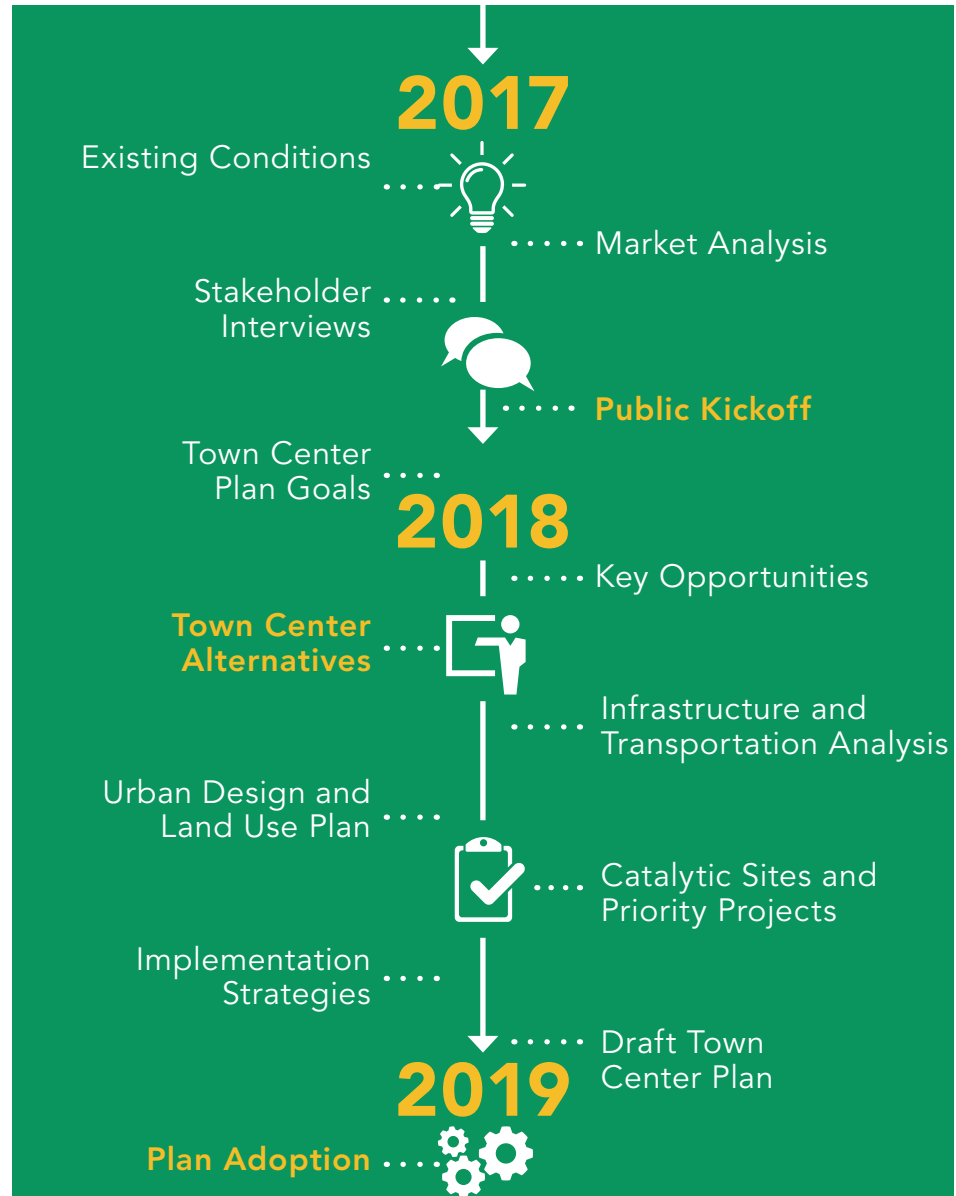 2017
Existing Conditions
Market Analysis
Stakeholder
Interviews
Public Kickoff
Town Center
Plan Goals
2018
Key Opportunities
Town Center
Alternatives
Infrastructure and
Transportation Analysis
Urban Design and
Land Use Plan
Catalytic Sites and
Priority Projects
Implementation
Strategies
Draft Town
Center Plan
2019
Plan Adoption